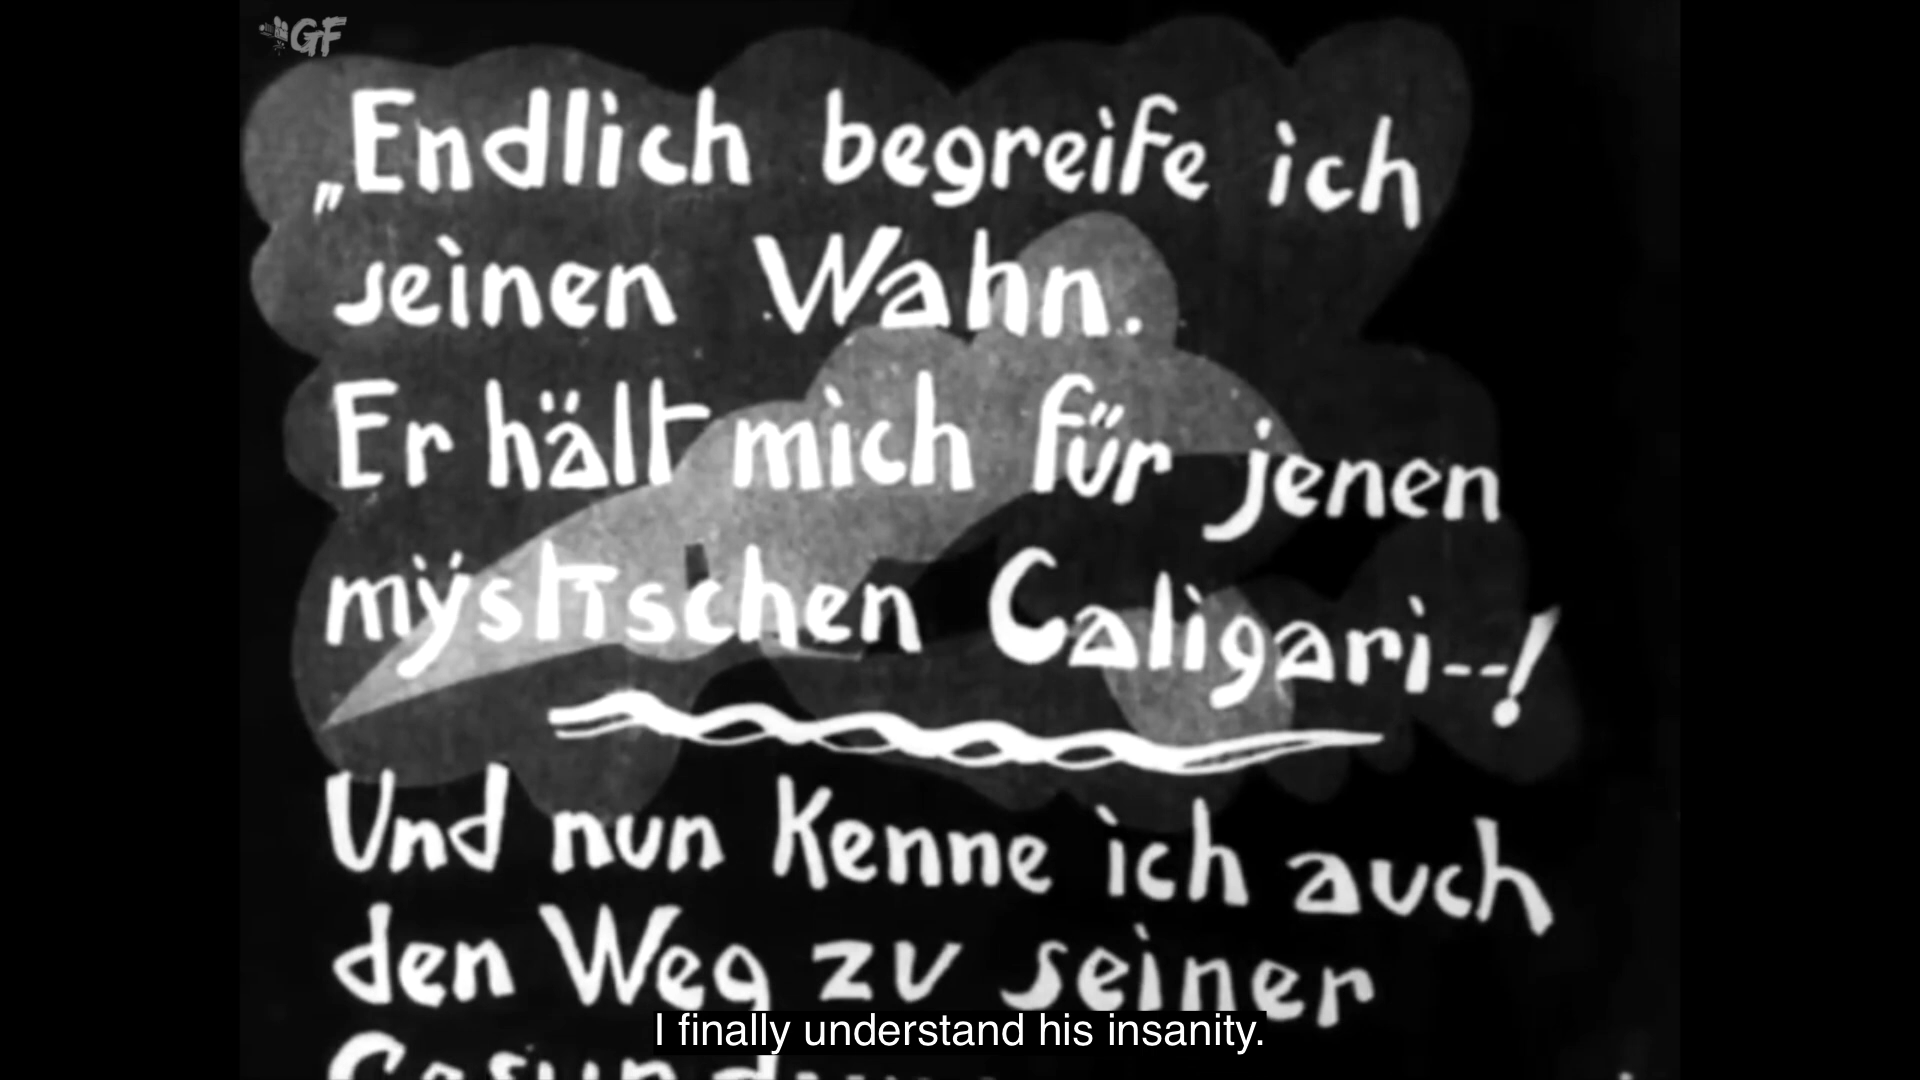 GF
„Endlich begreife ich
seinen Wahn.
Er hält mich für jenen
mÿstischen Caligari--!
Und nun kenne ich auch
den Weg zu seiner
I finally understand his insanity.